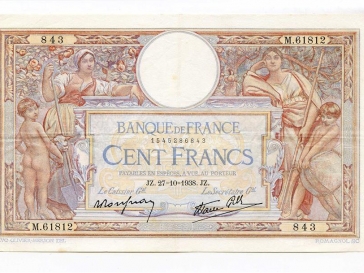 843 M.61812
BANQUE DE FRANCE
1545286843
CENT FRANCS
PAYABLES EN ESPÈCES, A VUE, AU PORTEUR
JZ. 27-10-1938. JZ.
Le Caissier Gal Le Secrétaire Gal
M.61812 843